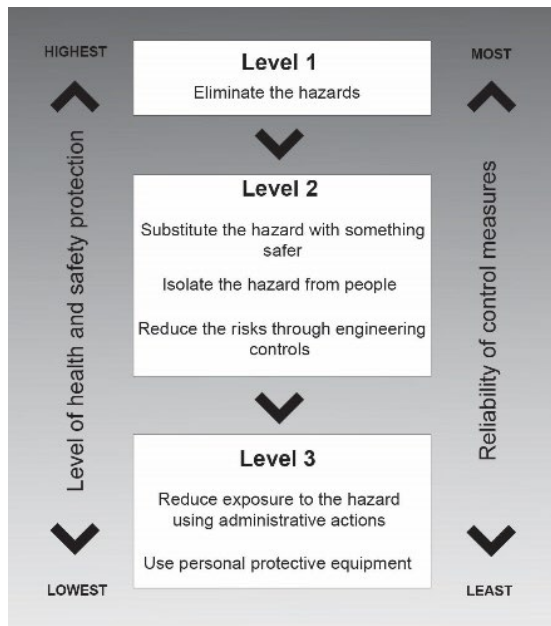 HIGHEST
Level 1
Eliminate the hazards
MOST
Level of health and safety protection
Level 2
Substitute the hazard with something
safer
Isolate the hazard from people
Reduce the risks through engineering
controls
Reliability of control measures
Level 3
Reduce exposure to the hazard
using administrative actions
Use personal protective equipment
LOWEST
LEAST